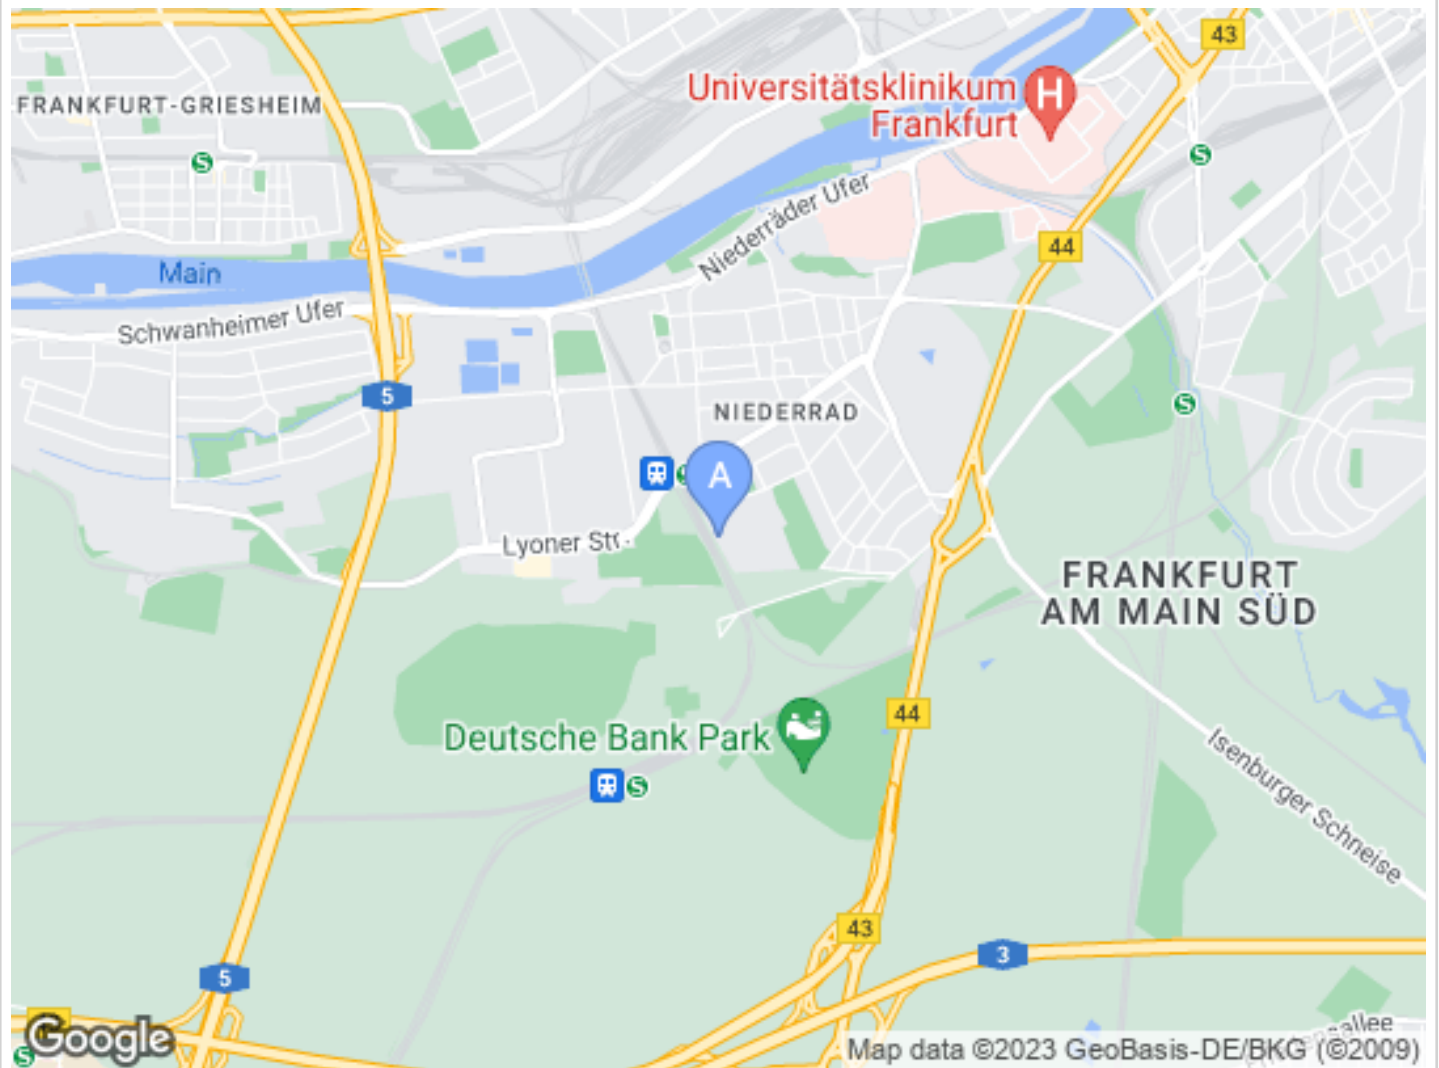 43
Universitätsklinikum
Frankfurt
H
FRANKFURT-GRIESHEIM
S
S
Niederräder Ufer
44
Main
Schwanheimer Ufer
5
S
NIEDERRAD
A
Lyoner Str.
FRANKFURT
AM MAIN SÜD
44
Deutsche Bank Park
S
Isenburger Schneise
43
3
5
Google
S
Map data ©2023 GeoBasis-DE/BKG (©2009)